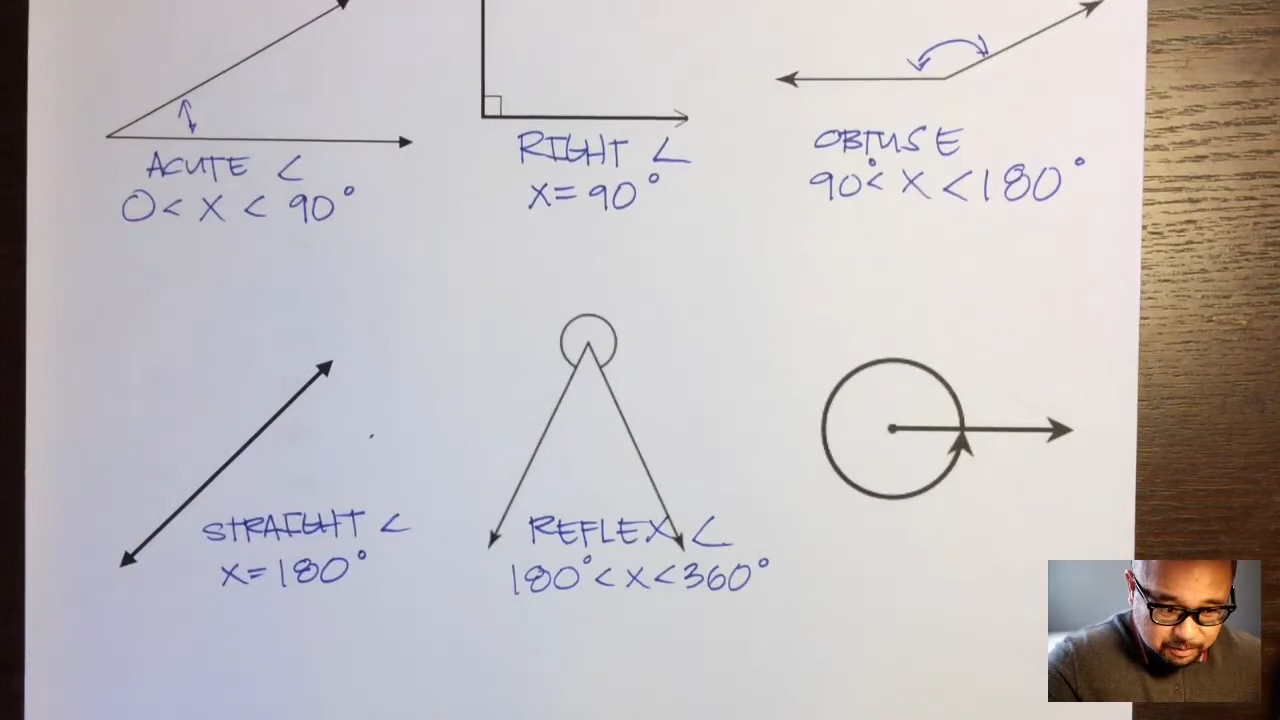 ACUTE <
0 < X < 90°
RIGHT <
X = 90°
OBTUSE
90° < X < 180°
STRAIGHT <
X = 180°
REFLEX <
180° < X < 360°